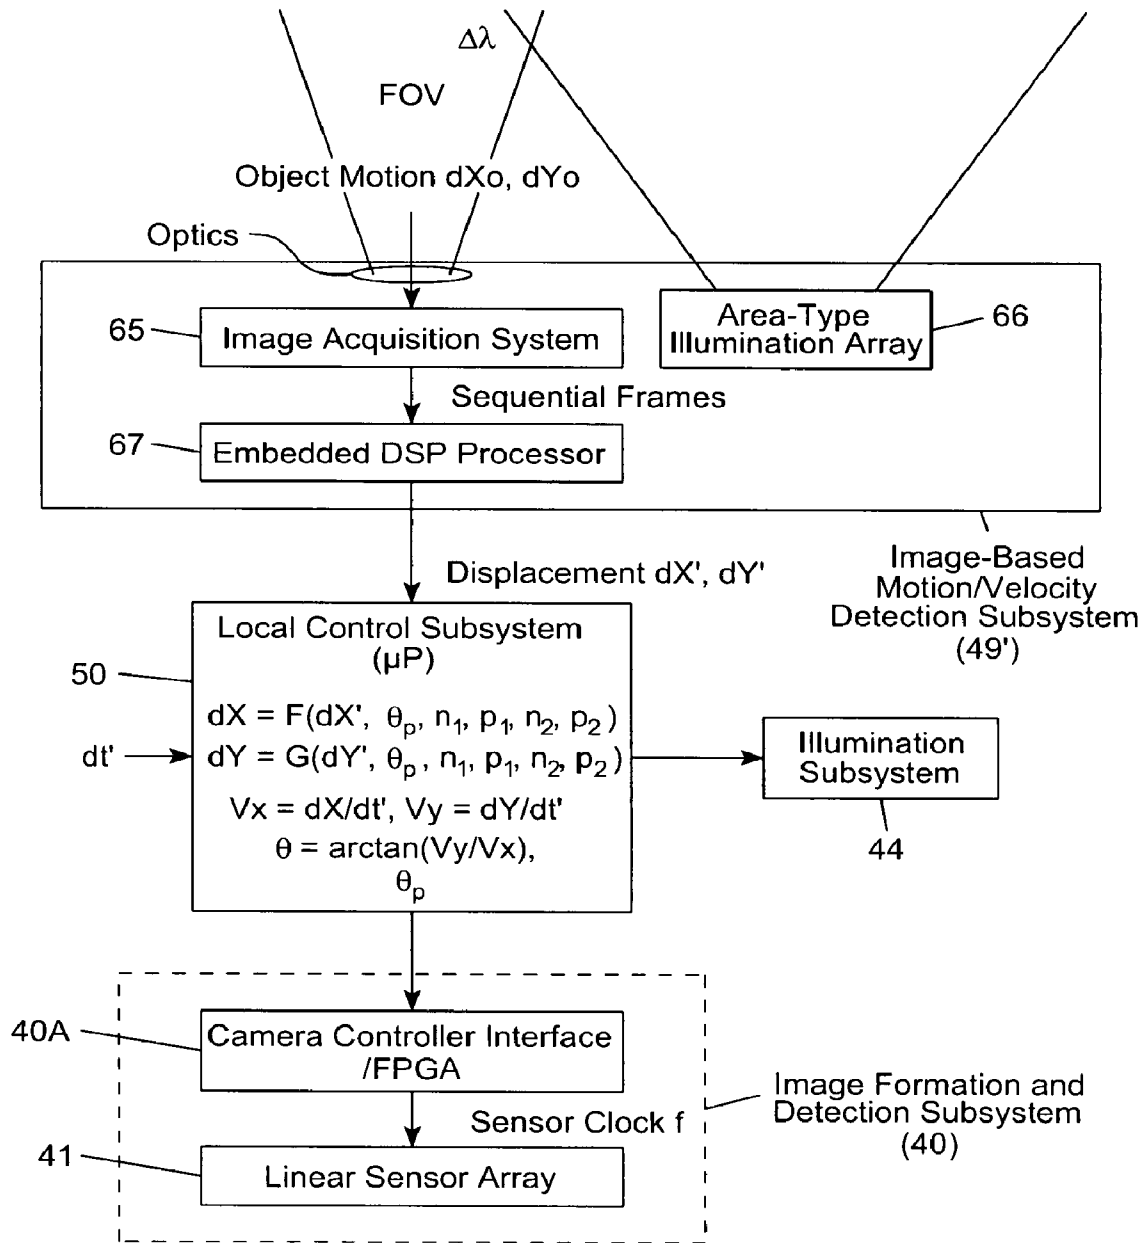 Δλ
FOV
Object Motion dXo, dYo
Optics
65
Image Acquisition System
Area-Type
Illumination Array
66
Sequential Frames
67
Embedded DSP Processor
Image-Based
Motion/Velocity
Detection Subsystem
(49')
Displacement dX', dY'
Local Control Subsystem
(µP)
50
dX = F(dX', θp, n1, p1, n2, p2)
dt'
dY = G(dY', θp, n1, p1, n2, p2)
Vx = dX/dt', Vy = dY/dt'
θ = arctan(Vy/Vx),
θp
Illumination
Subsystem
44
40A
Camera Controller Interface
/FPGA
Sensor Clock f
Image Formation and
Detection Subsystem
(40)
41
Linear Sensor Array